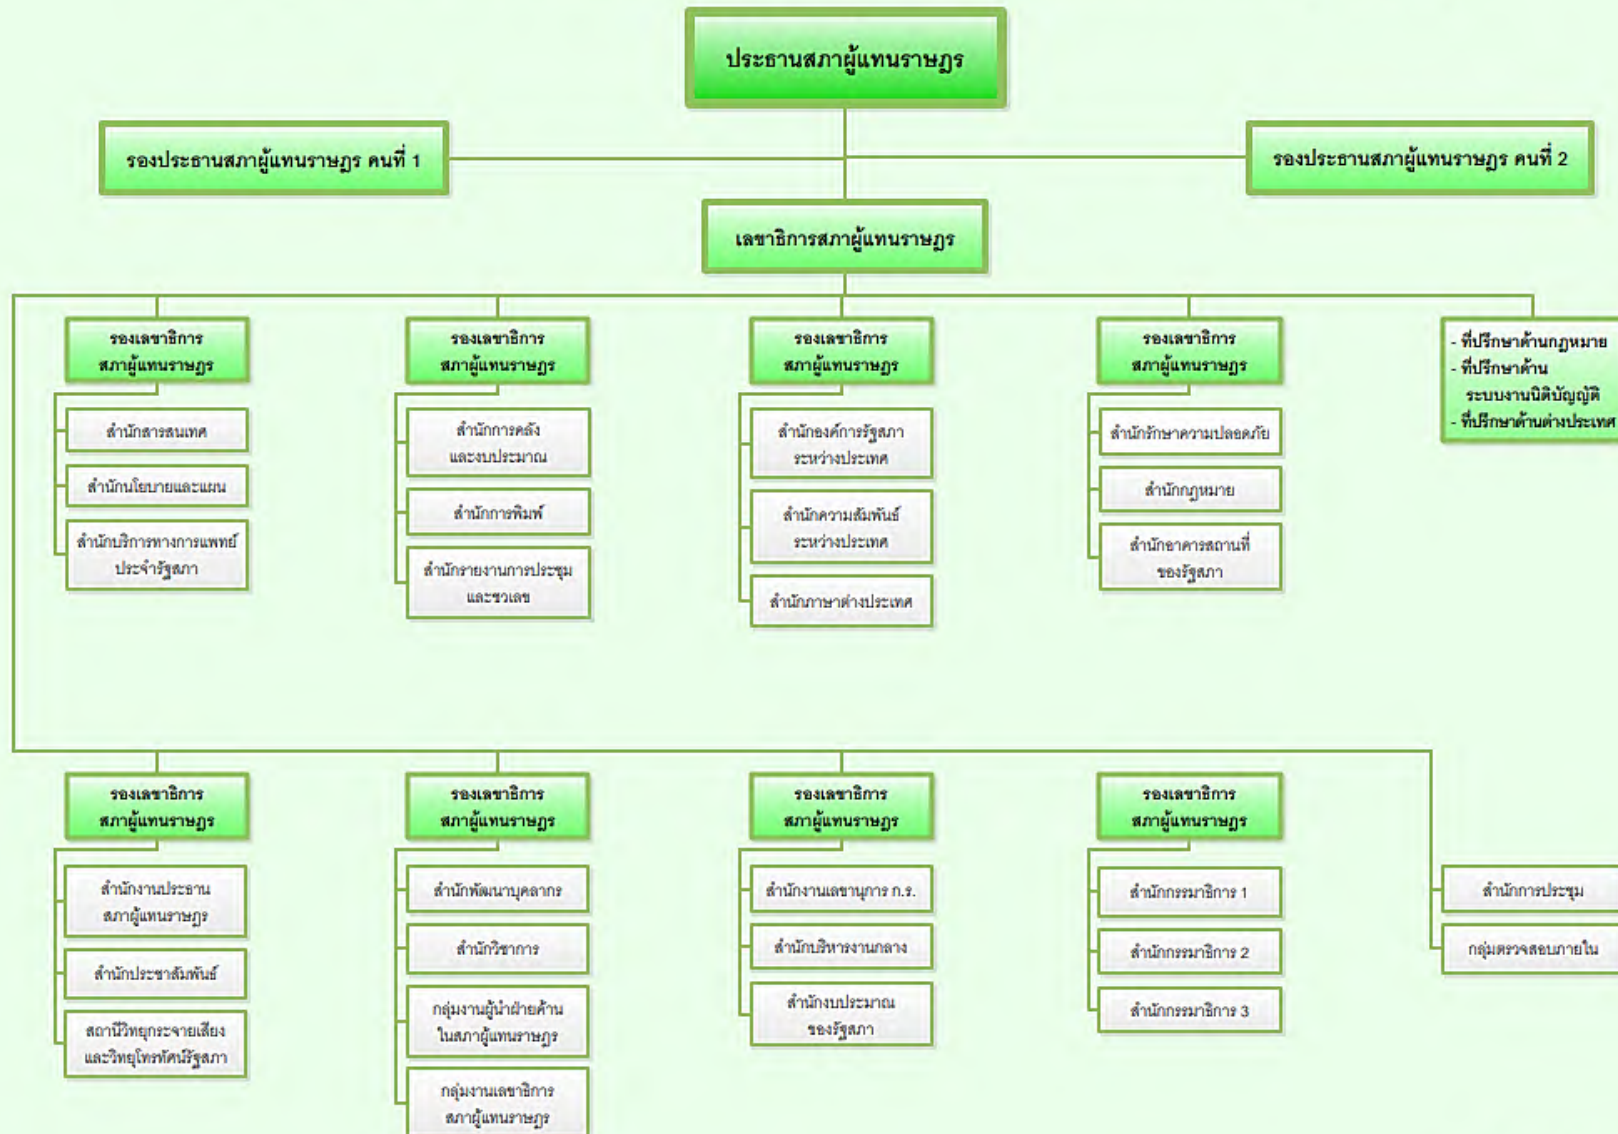 ประธานสภาผู้แทนราษฎร
รองประธานสภาผู้แทนราษฎร คนที่ 1
รองประธานสภาผู้แทนราษฎร คนที่ 2
เลขาธิการสภาผู้แทนราษฎร
รองเลขาธิการ
สภาผู้แทนราษฎร
สำนักสารสนเทศ
สำนักนโยบายและแผน
สำนักบริการทางการแพทย์
ประจำรัฐสภา
รองเลขาธิการ
สภาผู้แทนราษฎร
สำนักการคลัง
และงบประมาณ
สำนักการพิมพ์
สำนักรายงานการประชุม
และชวเลข
รองเลขาธิการ
สภาผู้แทนราษฎร
สำนักองค์การรัฐสภา
ระหว่างประเทศ
สำนักความสัมพันธ์
ระหว่างประเทศ
สำนักภาษาต่างประเทศ
รองเลขาธิการ
สภาผู้แทนราษฎร
สำนักรักษาความปลอดภัย
สำนักกฎหมาย
สำนักอาคารสถานที่
ของรัฐสภา
- ที่ปรึกษาด้านกฎหมาย
- ที่ปรึกษาด้าน
ระบบงานนิติบัญญัติ
- ที่ปรึกษาด้านต่างประเทศ
รองเลขาธิการ
สภาผู้แทนราษฎร
สำนักงานประธาน
สภาผู้แทนราษฎร
สำนักประชาสัมพันธ์
สถานีวิทยุกระจายเสียง
และวิทยุโทรทัศน์รัฐสภา
รองเลขาธิการ
สภาผู้แทนราษฎร
สำนักพัฒนาบุคลากร
สำนักวิชาการ
กลุ่มงานผู้นำฝ่ายค้าน
ในสภาผู้แทนราษฎร
กลุ่มงานเลขาธิการ
สภาผู้แทนราษฎร
รองเลขาธิการ
สภาผู้แทนราษฎร
สำนักงานเลขานุการ ก.ร.
สำนักบริหารงานกลาง
สำนักงบประมาณ
ของรัฐสภา
รองเลขาธิการ
สภาผู้แทนราษฎร
สำนักกรรมาธิการ 1
สำนักกรรมาธิการ 2
สำนักกรรมาธิการ 3
สำนักการประชุม
กลุ่มตรวจสอบภายใน